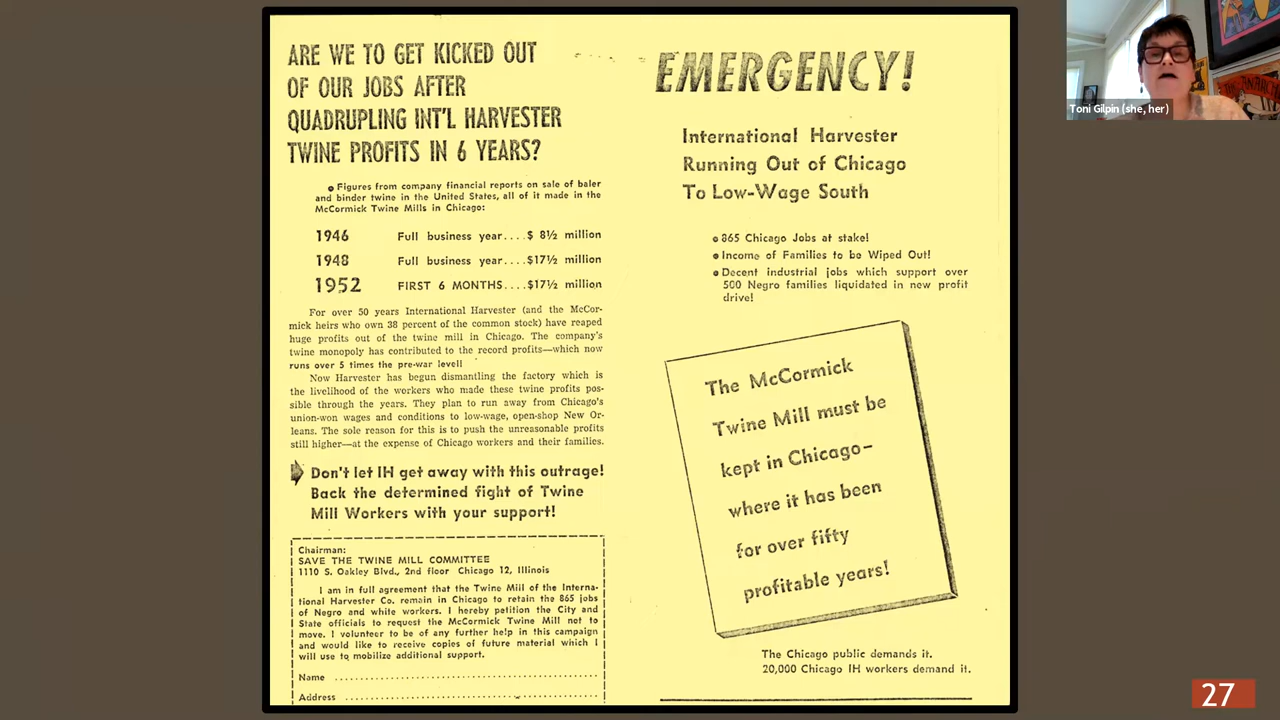 ARE WE TO GET KICKED OUT
OF OUR JOBS AFTER
QUADRUPLING INT'L HARVESTER
TWINE PROFITS IN 6 YEARS?
● Figures from company financial reports on sale of baler
and binder twine in the United States, all of it made in the
McCormick Twine Mills in Chicago:
1946 Full business year....$ 8½ million
1948 Full business year....$17½ million
1952 FIRST 6 MONTHS...$17½ million
For over 50 years International Harvester (and the McCor-
mick heirs who own 38 percent of the common stock) have reaped
huge profits out of the twine mill in Chicago. The company's
twine monopoly has contributed to the record profits—which now
runs over 5 times the pre-war level!
Now Harvester has begun dismantling the factory which is
the livelihood of the workers who made these twine profits pos-
sible through the years. They plan to run away from Chicago's
union-won wages and conditions to low-wage, open-shop New Or-
leans. The sole reason for this is to push the unreasonable profits
still higher—at the expense of Chicago workers and their families.
Don't let IH get away with this outrage!
Back the determined fight of Twine
Mill Workers with your support!
Chairman:
SAVE THE TWINE MILL COMMITTEE
1110 S. Oakley Blvd., 2nd floor Chicago 12, Illinois
I am in full agreement that the Twine Mill of the Interna-
tional Harvester Co. remain in Chicago to retain the 865 jobs
of Negro and white workers. I hereby petition the City and
State officials to request the McCormick Twine Mill not to
move. I volunteer to be of any further help in this campaign
and would like to receive copies of future material which I
will use to mobilize additional support.
Name ............................................................
Address ........................................................
EMERGENCY!
International Harvester
Running Out of Chicago
To Low-Wage South
● 865 Chicago Jobs at stake!
● Income of Families to be Wiped Out!
● Decent industrial jobs which support over
500 Negro families liquidated in new profit
drive!
The McCormick
Twine Mill must be
kept in Chicago—
where it has been
for over fifty
profitable years!
The Chicago public demands it.
20,000 Chicago IH workers demand it.
Toni Gilpin (she, her)
THE ANARCH
27